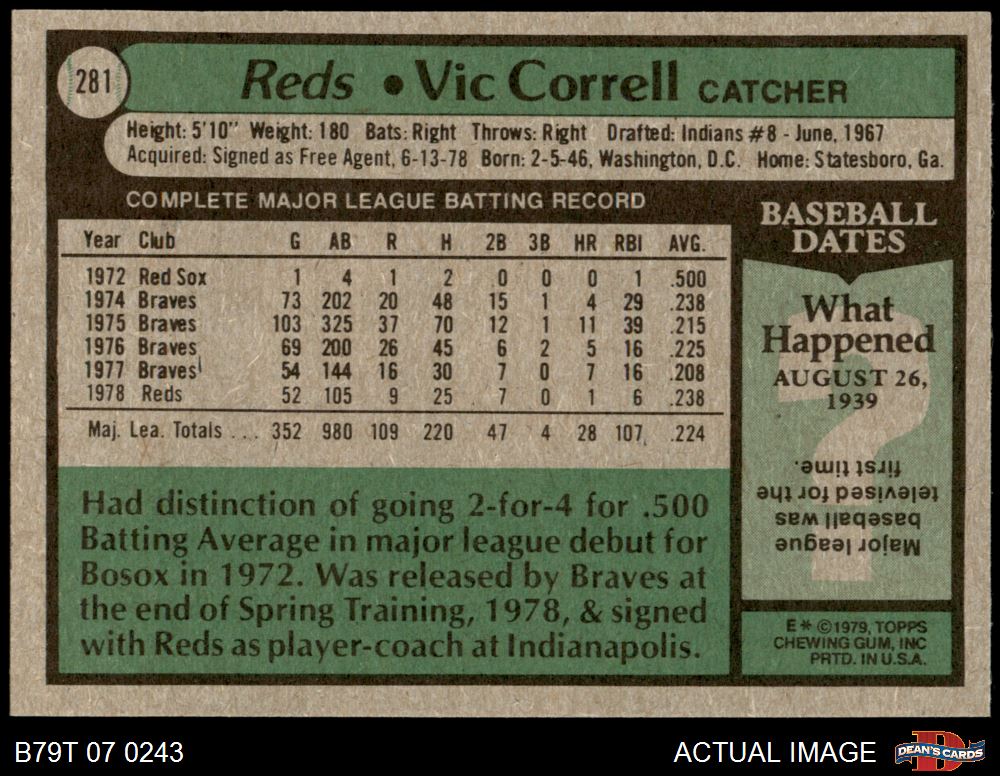 281
Reds • Vic Correll CATCHER
Height: 5'10" Weight: 180 Bats: Right Throws: Right Drafted: Indians #8 - June, 1967
Acquired: Signed as Free Agent, 6-13-78 Born: 2-5-46, Washington, D.C. Home: Statesboro, Ga.
COMPLETE MAJOR LEAGUE BATTING RECORD
Year Club G AB R H 2B 3B HR RBI AVG.
1972 Red Sox 1 4 1 2 0 0 0 1 .500
1974 Braves 73 202 20 48 15 1 4 29 .238
1975 Braves 103 325 37 70 12 1 11 39 .215
1976 Braves 69 200 26 45 6 2 5 16 .225
1977 Braves 54 144 16 30 7 0 7 16 .208
1978 Reds 52 105 9 25 7 0 1 6 .238
Maj. Lea. Totals ... 352 980 109 220 47 4 28 107 .224
Had distinction of going 2-for-4 for .500
Batting Average in major league debut for
Bosox in 1972. Was released by Braves at
the end of Spring Training, 1978, & signed
with Reds as player-coach at Indianapolis.
BASEBALL
DATES
What
Happened
AUGUST 26,
1939
?
Major league
baseball was
televised for the
first time.
E* ©1979, TOPPS
CHEWING GUM, INC
PRTD. IN U.S.A.
B79T 07 0243
ACTUAL IMAGE
D
DEAN'S CARDS